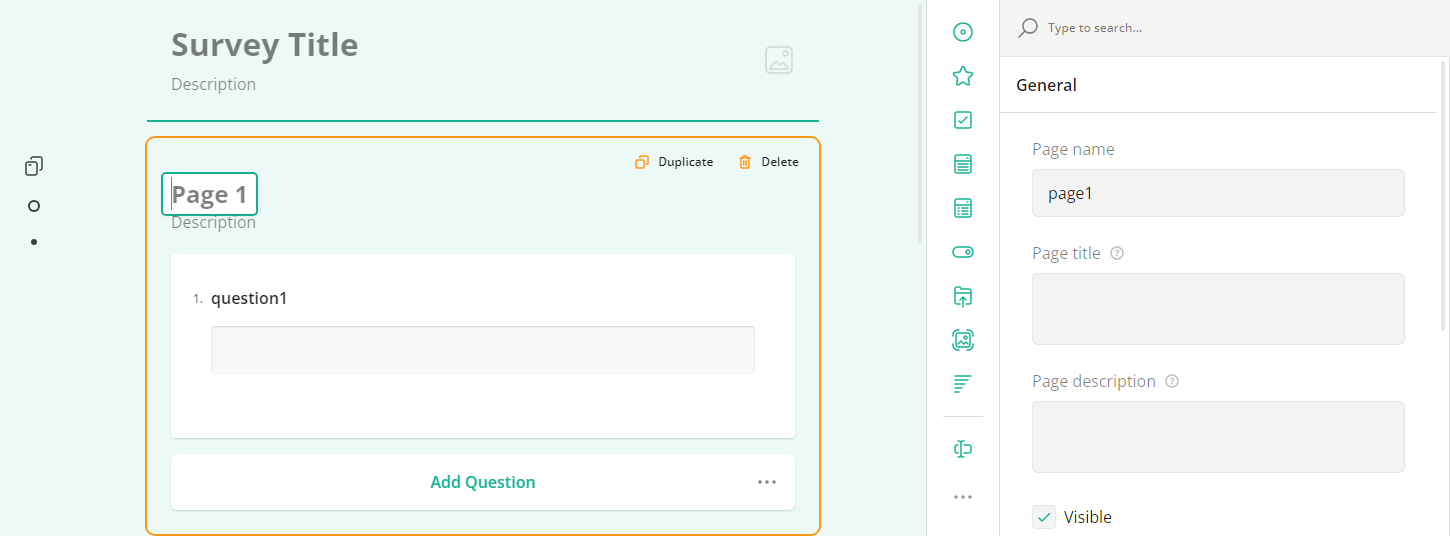 Survey Title
Description
Duplicate
Delete
Page 1
Description
1. question1
Add Question
Type to search...
General
Page name
page1
Page title
Page description
Visible